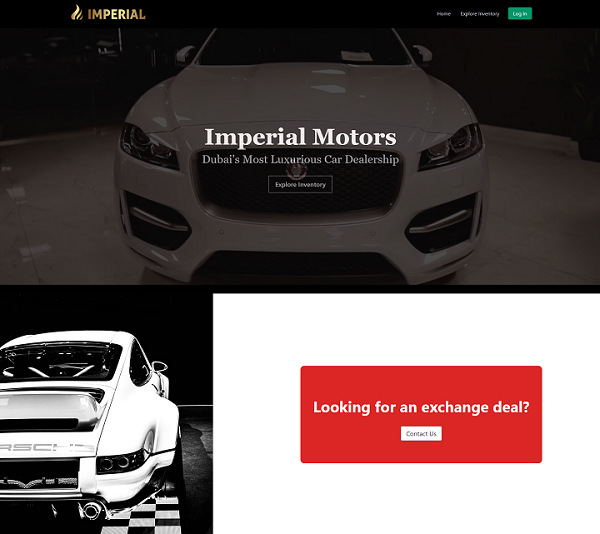 IMPERIAL
Home Explore Inventory Log In
Imperial Motors
Dubai's Most Luxurious Car Dealership
Explore Inventory
Looking for an exchange deal?
Contact Us